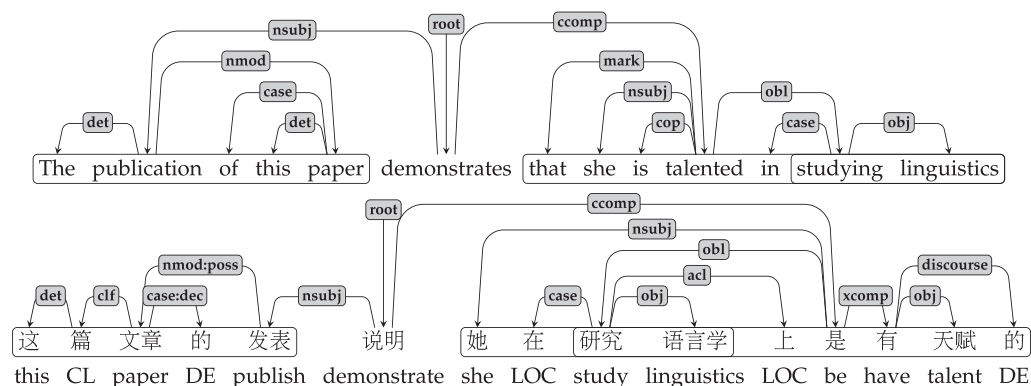 nsubj root ccomp
nmod mark
case nsubj obl
det det cop case obj
The publication of this paper demonstrates that she is talented in studying linguistics
root ccomp
nsubj
obl
nmod:poss acl discourse
det clf case:dec nsubj case obj xcomp obj
这 篇 文章 的 发表 说明 她 在 研究 语言学 上 是 有 天赋 的
this CL paper DE publish demonstrate she LOC study linguistics LOC be have talent DE